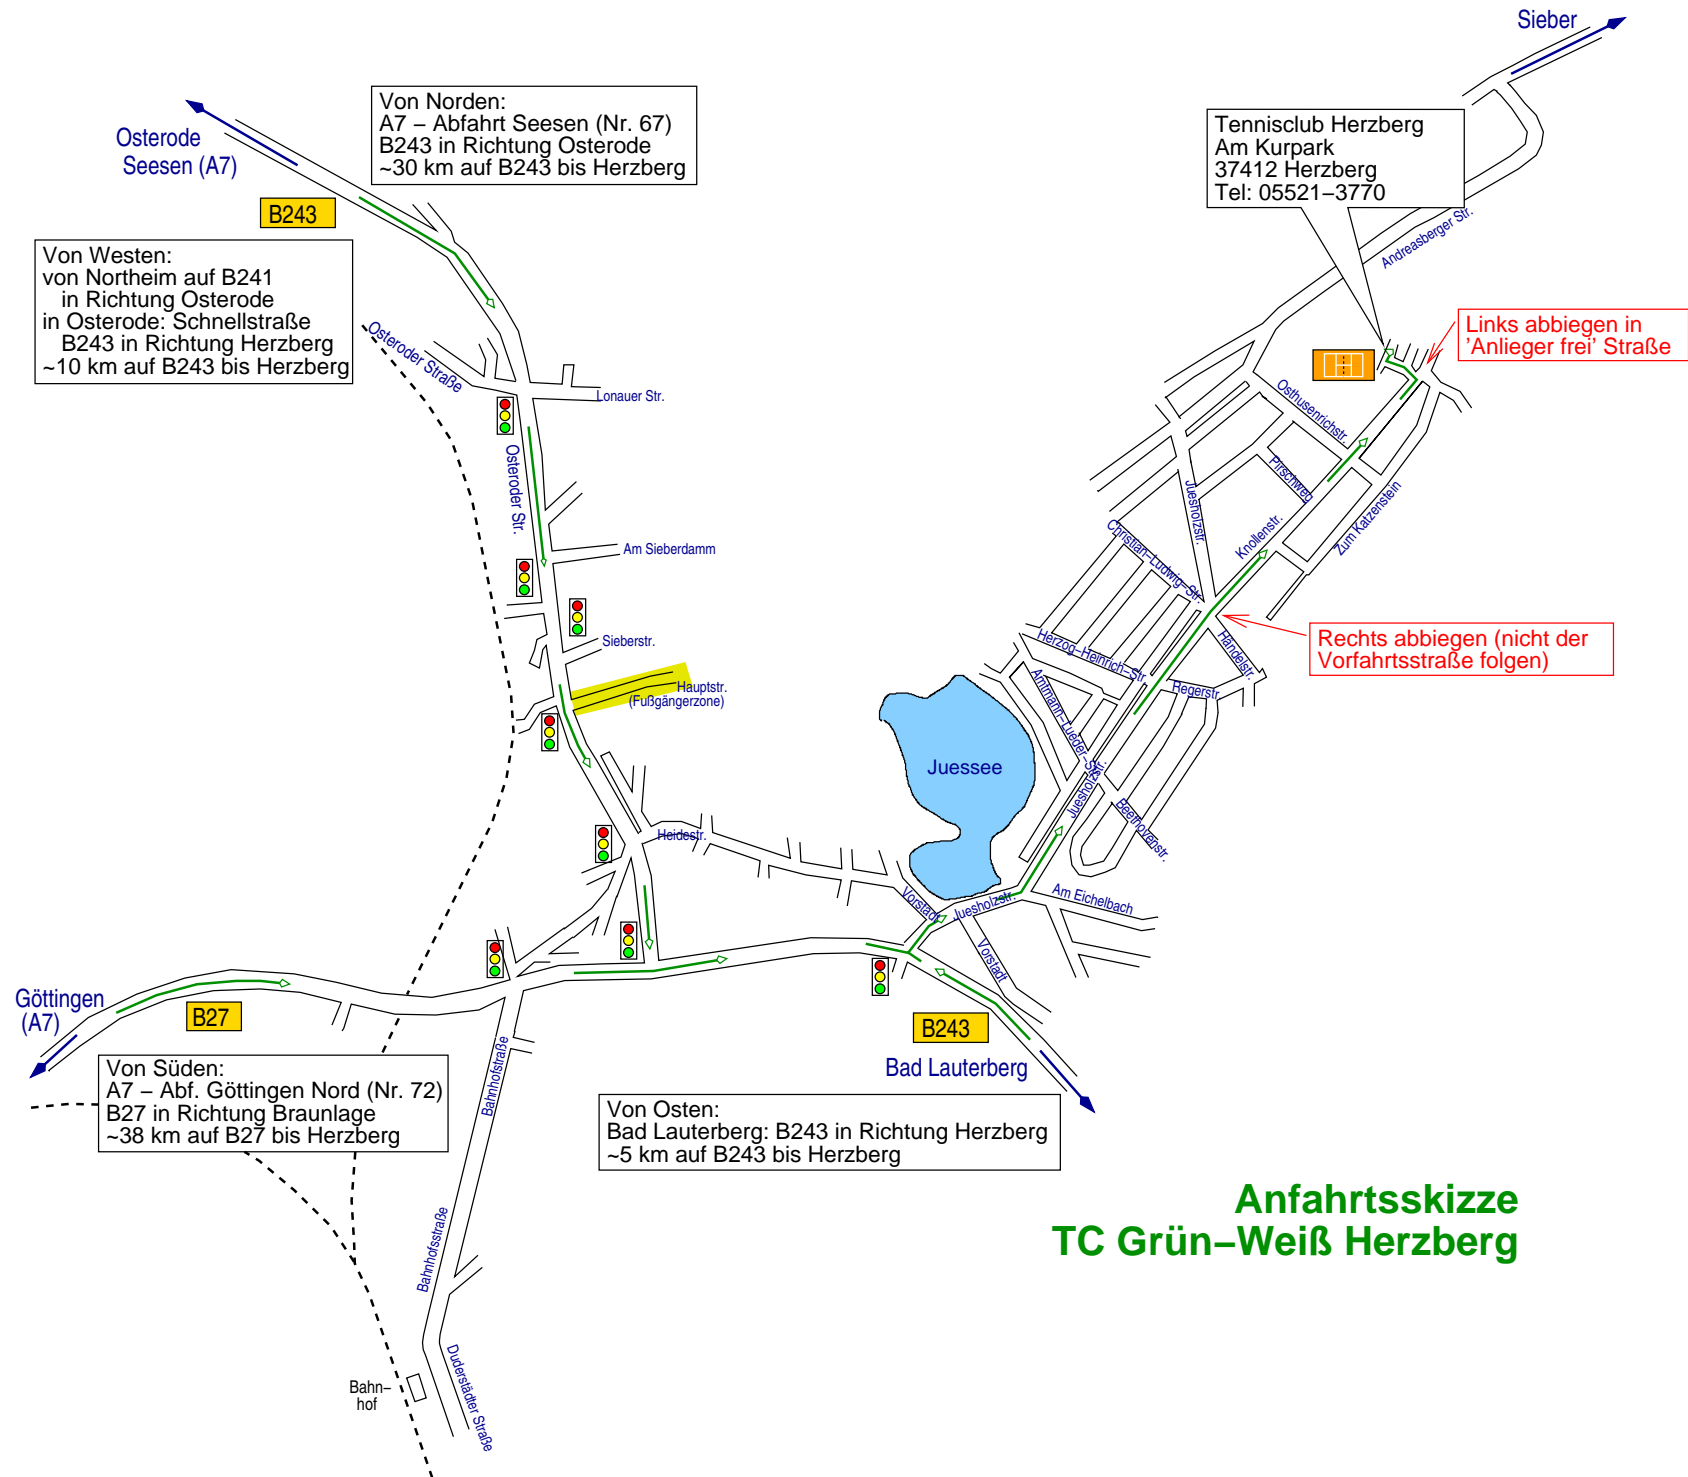 Sieber
Von Norden:
A7 – Abfahrt Seesen (Nr. 67)
B243 in Richtung Osterode
~30 km auf B243 bis Herzberg
Osterode
Seesen (A7)
B243
Tennisclub Herzberg
Am Kurpark
37412 Herzberg
Tel: 05521–3770
Andreasberger Str.
Von Westen:
von Northeim auf B241
in Richtung Osterode
in Osterode: Schnellstraße
B243 in Richtung Herzberg
~10 km auf B243 bis Herzberg
Links abbiegen in
'Anlieger frei' Straße
Osteroder Straße
Lonauer Str.
Osthusenrichstr.
Osteroder Str.
Pirschweg
Juesholzstr.
Knollenstr.
Zum Katzenstein
Christian–Ludwig–Str.
Am Sieberdamm
Sieberstr.
Herzog–Heinrich–Str.
Händelstr.
Rechts abbiegen (nicht der
Vorfahrtsstraße folgen)
Hauptstr.
(Fußgängerzone)
Amtmann–Lueder–Str.
Regerstr.
Juessee
Juesholzstr.
Beethovenstr.
Heidestr.
Vorstadt
Juesholzstr.
Am Eichelbach
Vorstadt
Göttingen
(A7)
B27
B243
Bad Lauterberg
Bahnhofstraße
Von Süden:
A7 – Abf. Göttingen Nord (Nr. 72)
B27 in Richtung Braunlage
~38 km auf B27 bis Herzberg
Von Osten:
Bad Lauterberg: B243 in Richtung Herzberg
~5 km auf B243 bis Herzberg
Anfahrtsskizze
TC Grün–Weiß Herzberg
Bahnhofsstraße
Duderstädter Straße
Bahn–
hof